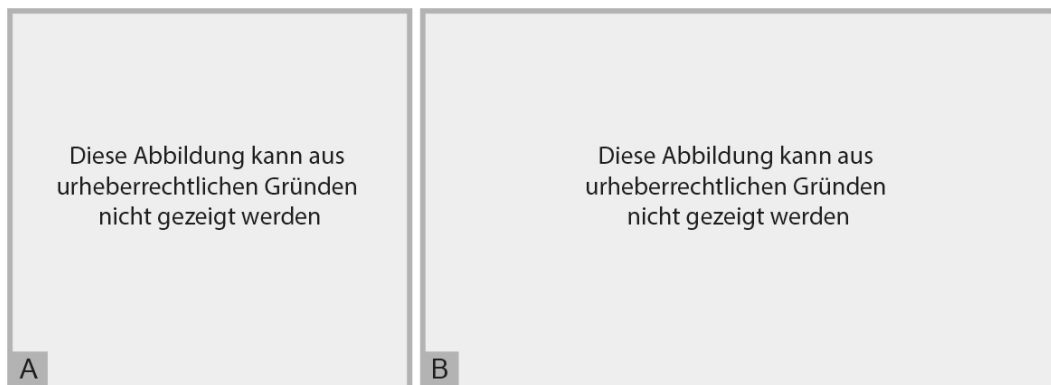 Diese Abbildung kann aus
urheberrechtlichen Gründen
nicht gezeigt werden
A
Diese Abbildung kann aus
urheberrechtlichen Gründen
nicht gezeigt werden
B